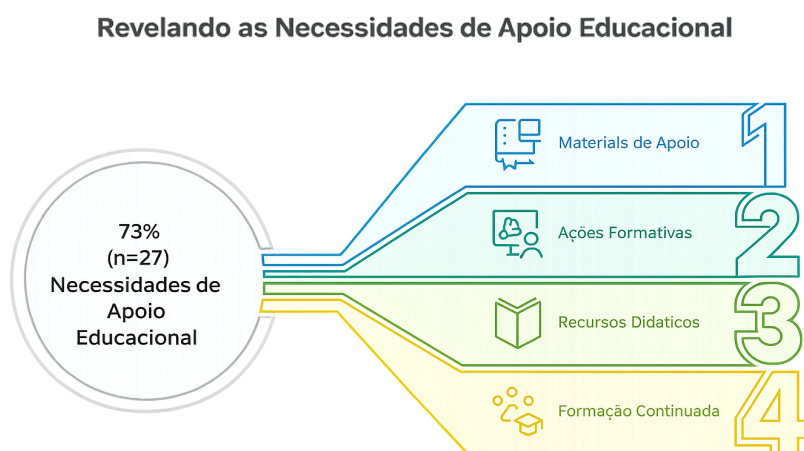 Revelando as Necessidades de Apoio Educacional
73%
(n=27)
Necessidades de
Apoio
Educacional
Materials de Apoio
1
Ações Formativas
2
Recursos Didaticos
3
Formação Continuada
4